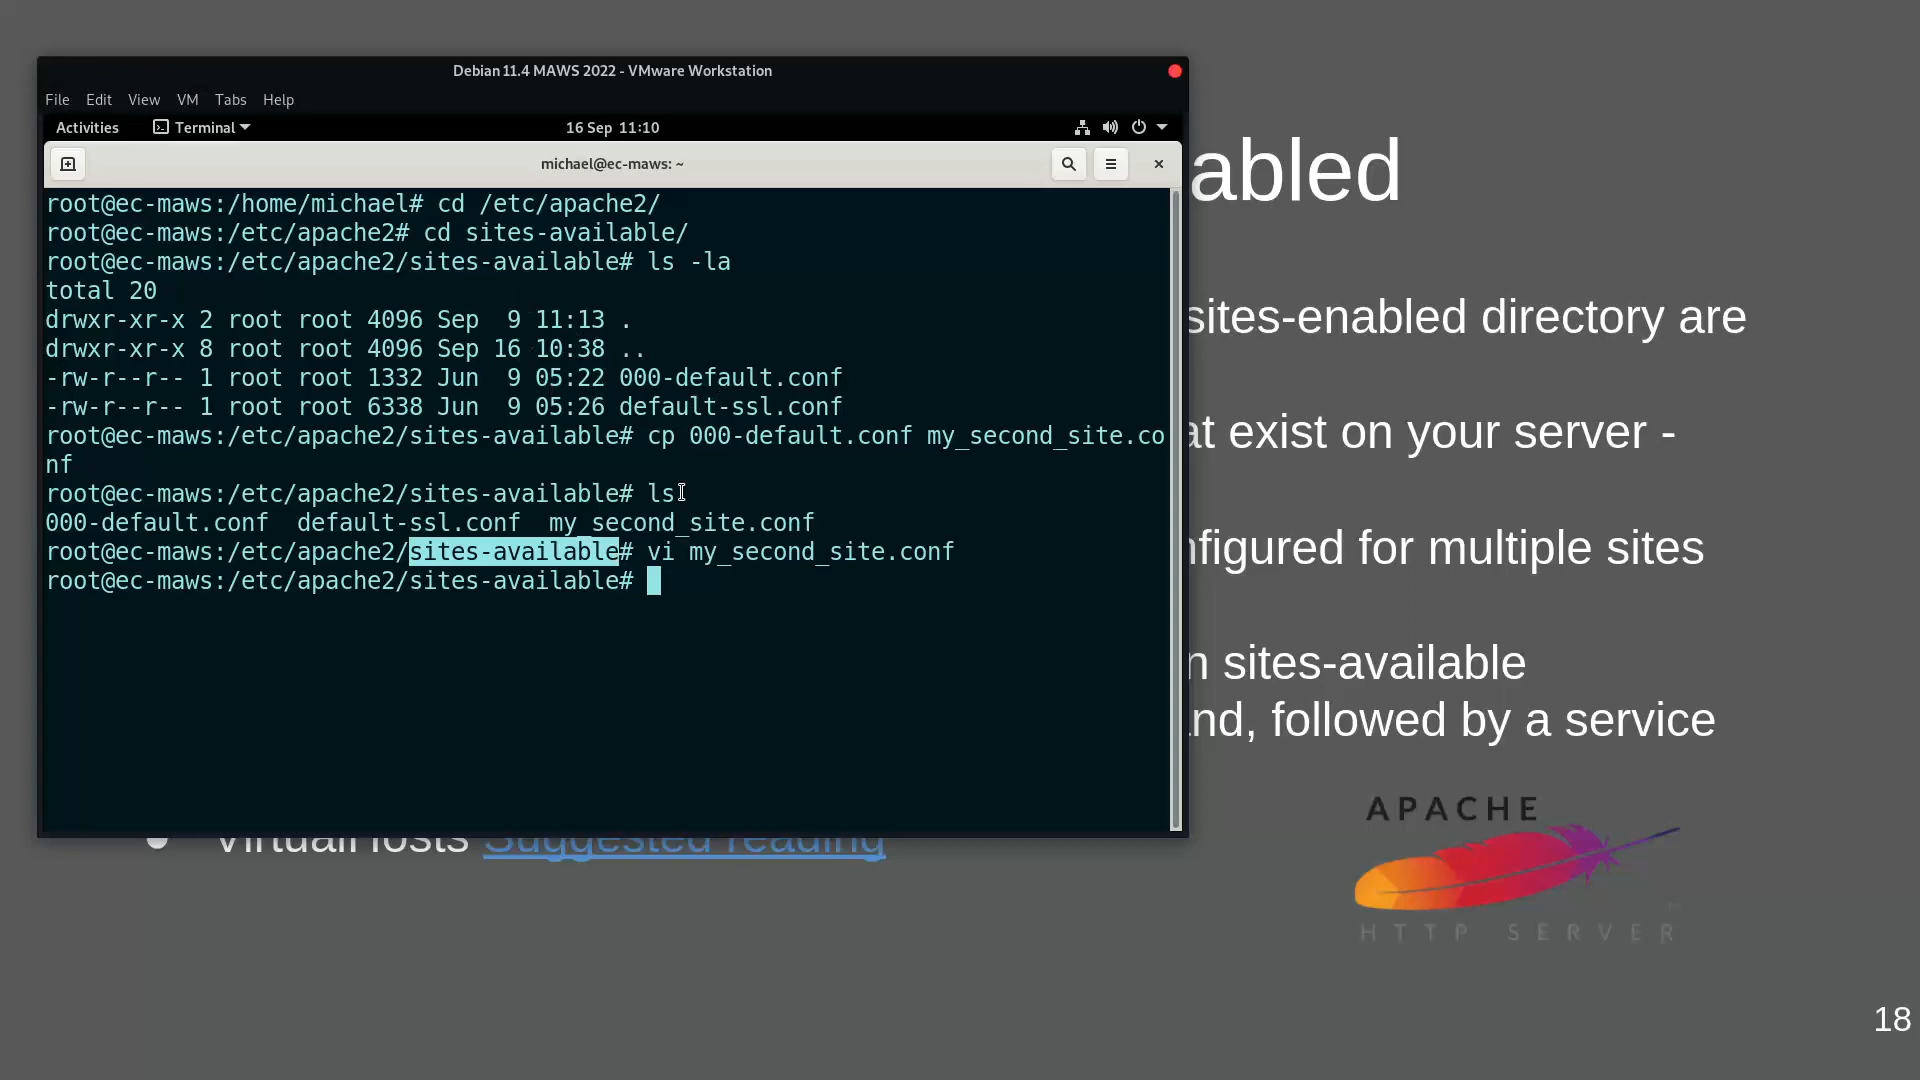 Debian 11.4 MAWS 2022 - VMware Workstation
File Edit View VM Tabs Help
Activities Terminal 16 Sep 11:10
michael@ec-maws: ~
root@ec-maws:/home/michael# cd /etc/apache2/
root@ec-maws:/etc/apache2# cd sites-available/
root@ec-maws:/etc/apache2/sites-available# ls -la
total 20
drwxr-xr-x 2 root root 4096 Sep  9 11:13 .
drwxr-xr-x 8 root root 4096 Sep 16 10:38 ..
-rw-r--r-- 1 root root 1332 Jun  9 05:22 000-default.conf
-rw-r--r-- 1 root root 6338 Jun  9 05:26 default-ssl.conf
root@ec-maws:/etc/apache2/sites-available# cp 000-default.conf my_second_site.co
nf
root@ec-maws:/etc/apache2/sites-available# ls
000-default.conf  default-ssl.conf  my_second_site.conf
root@ec-maws:/etc/apache2/sites-available# vi my_second_site.conf
root@ec-maws:/etc/apache2/sites-available#
abled
sites-enabled directory are
at exist on your server -
nfigured for multiple sites
n sites-available
nd, followed by a service
VirtualHosts Suggested reading
APACHE
HTTP SERVER
18